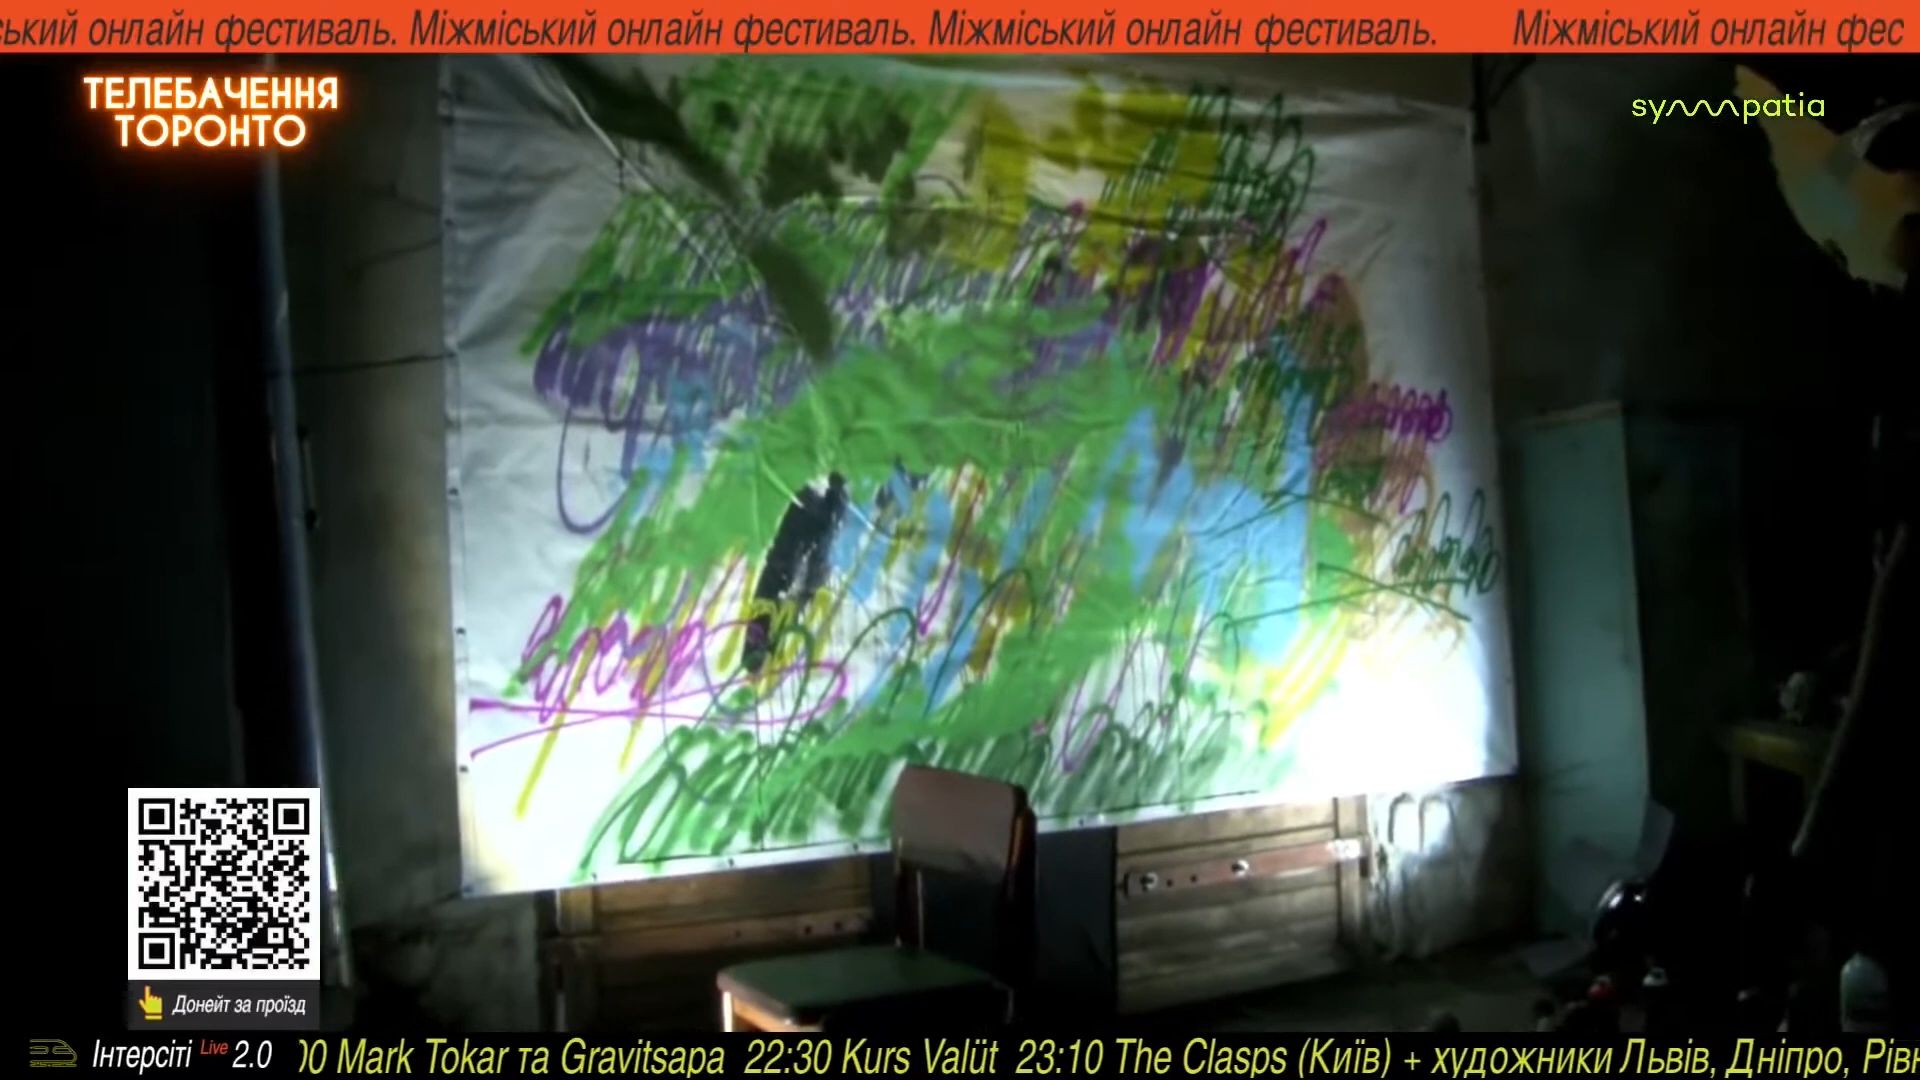 ський онлайн фестиваль. Міжміський онлайн фестиваль. Міжміський онлайн фестиваль. Міжміський онлайн фес
ТЕЛЕБАЧЕННЯ
ТОРОНТО
sympatia
Донейт за проїзд
Інтерсіті Live 2.0
00 Mark Tokar та Gravitsapa 22:30 Kurs Valüt 23:10 The Clasps (Київ) + художники Львів, Дніпро, Рівн